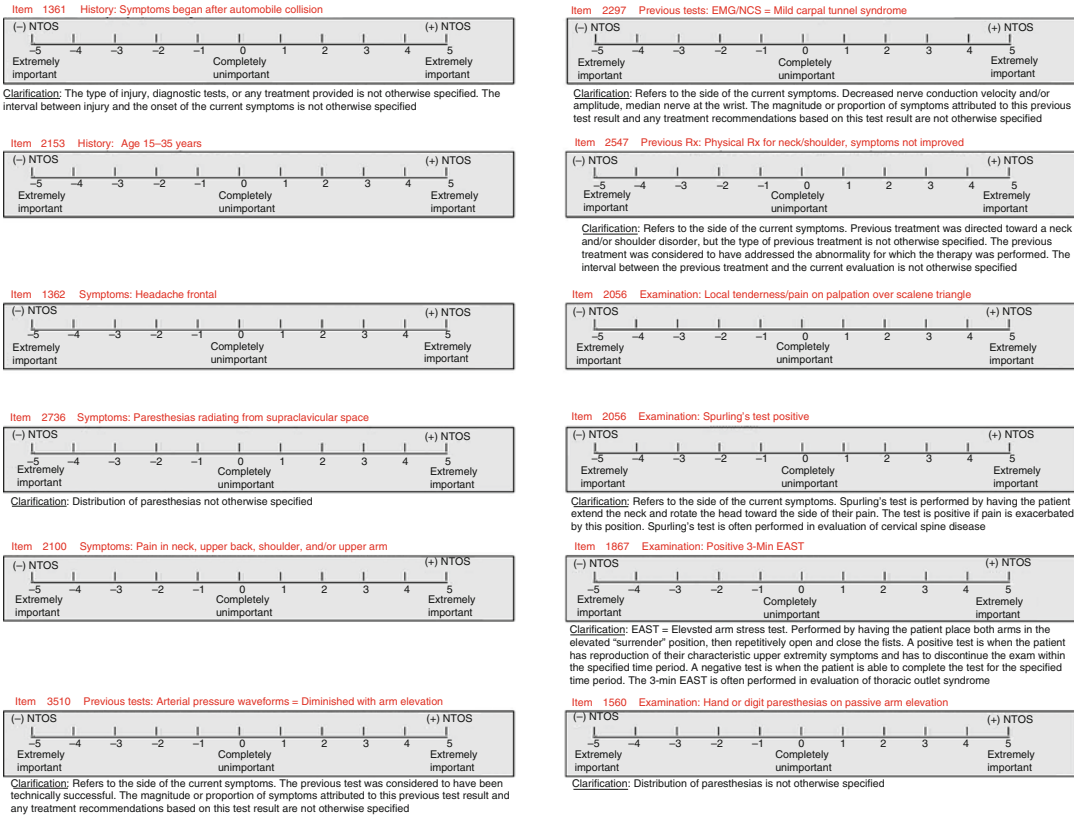 Item 1361 History: Symptoms began after automobile collision
(–) NTOS (+) NTOS
–5 –4 –3 –2 –1 0 1 2 3 4 5
Extremely Completely Extremely
important unimportant important
Clarification: The type of injury, diagnostic tests, or any treatment provided is not otherwise specified. The
interval between injury and the onset of the current symptoms is not otherwise specified
Item 2153 History: Age 15–35 years
(–) NTOS (+) NTOS
–5 –4 –3 –2 –1 0 1 2 3 4 5
Extremely Completely Extremely
important unimportant important
Item 1362 Symptoms: Headache frontal
(–) NTOS (+) NTOS
–5 –4 –3 –2 –1 0 1 2 3 4 5
Extremely Completely Extremely
important unimportant important
Item 2736 Symptoms: Paresthesias radiating from supraclavicular space
(–) NTOS (+) NTOS
–5 –4 –3 –2 –1 0 1 2 3 4 5
Extremely Completely Extremely
important unimportant important
Clarification: Distribution of paresthesias not otherwise specified
Item 2100 Symptoms: Pain in neck, upper back, shoulder, and/or upper arm
(–) NTOS (+) NTOS
–5 –4 –3 –2 –1 0 1 2 3 4 5
Extremely Completely Extremely
important unimportant important
Item 3510 Previous tests: Arterial pressure waveforms = Diminished with arm elevation
(–) NTOS (+) NTOS
–5 –4 –3 –2 –1 0 1 2 3 4 5
Extremely Completely Extremely
important unimportant important
Clarification: Refers to the side of the current symptoms. The previous test was considered to have been
technically successful. The magnitude or proportion of symptoms attributed to this previous test result and
any treatment recommendations based on this test result are not otherwise specified
Item 2297 Previous tests: EMG/NCS = Mild carpal tunnel syndrome
(–) NTOS (+) NTOS
–5 –4 –3 –2 –1 0 1 2 3 4 5
Extremely Completely Extremely
important unimportant important
Clarification: Refers to the side of the current symptoms. Decreased nerve conduction velocity and/or
amplitude, median nerve at the wrist. The magnitude or proportion of symptoms attributed to this previous
test result and any treatment recommendations based on this test result are not otherwise specified
Item 2547 Previous Rx: Physical Rx for neck/shoulder, symptoms not improved
(–) NTOS (+) NTOS
–5 –4 –3 –2 –1 0 1 2 3 4 5
Extremely Completely Extremely
important unimportant important
Clarification: Refers to the side of the current symptoms. Previous treatment was directed toward a neck
and/or shoulder disorder, but the type of previous treatment is not otherwise specified. The previous
treatment was considered to have addressed the abnormality for which the therapy was performed. The
interval between the previous treatment and the current evaluation is not otherwise specified
Item 2056 Examination: Local tenderness/pain on palpation over scalene triangle
(–) NTOS (+) NTOS
–5 –4 –3 –2 –1 0 1 2 3 4 5
Extremely Completely Extremely
important unimportant important
Item 2056 Examination: Spurling's test positive
(–) NTOS (+) NTOS
–5 –4 –3 –2 –1 0 1 2 3 4 5
Extremely Completely Extremely
important unimportant important
Clarification: Refers to the side of the current symptoms. Spurling's test is performed by having the patient
extend the neck and rotate the head toward the side of their pain. The test is positive if pain is exacerbated
by this position. Spurling's test is often performed in evaluation of cervical spine disease
Item 1867 Examination: Positive 3-Min EAST
(–) NTOS (+) NTOS
–5 –4 –3 –2 –1 0 1 2 3 4 5
Extremely Completely Extremely
important unimportant important
Clarification: EAST = Elevsted arm stress test. Performed by having the patient place both arms in the
elevated “surrender” position, then repetitively open and close the fists. A positive test is when the patient
has reproduction of their characteristic upper extremity symptoms and has to discontinue the exam within
the specified time period. A negative test is when the patient is able to complete the test for the specified
time period. The 3-min EAST is often performed in evaluation of thoracic outlet syndrome
Item 1560 Examination: Hand or digit paresthesia on passive arm elevation
(–) NTOS (+) NTOS
–5 –4 –3 –2 –1 0 1 2 3 4 5
Extremely Completely Extremely
important unimportant important
Clarification: Distribution of paresthesia is not otherwise specified